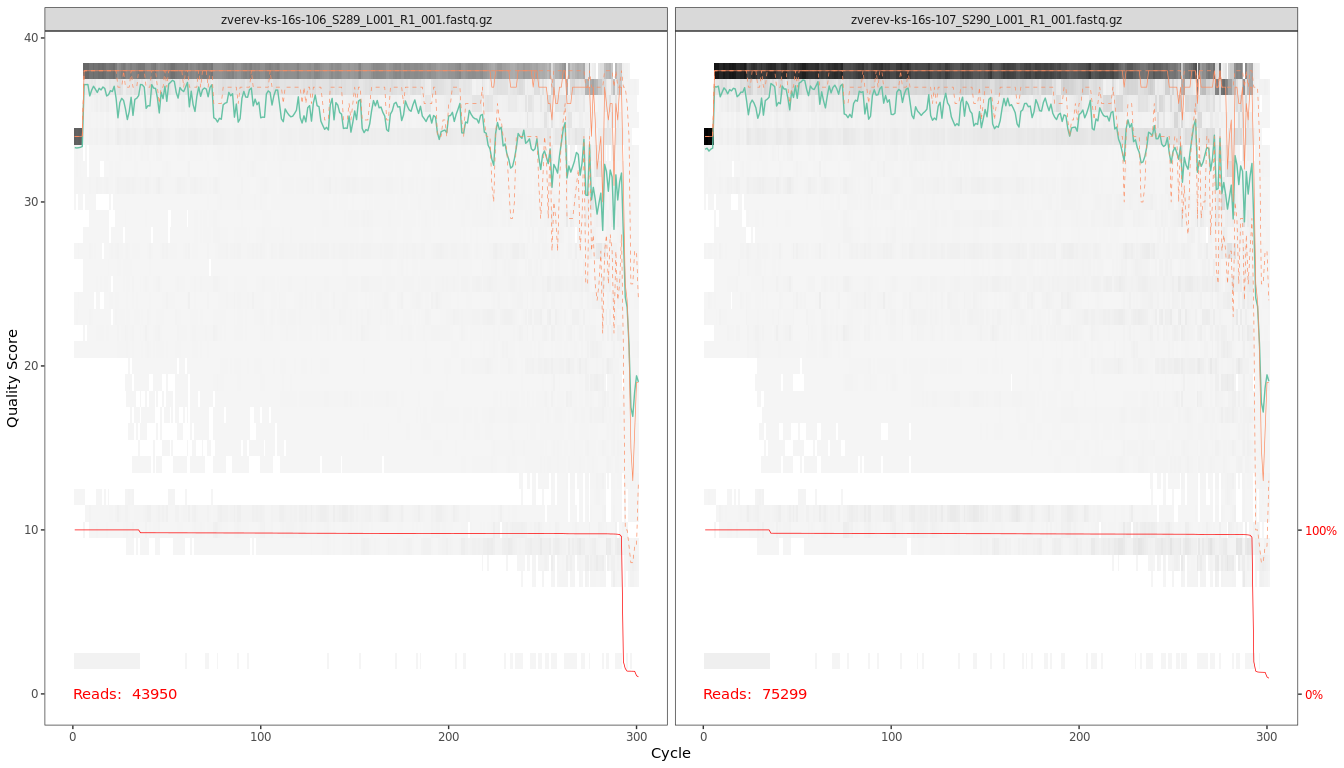 zverev-ks-16s-106_S289_L001_R1_001.fastq.gz
zverev-ks-16s-107_S290_L001_R1_001.fastq.gz
40
30
20
10
0
Quality Score
100%
0%
Reads: 43950
Reads: 75299
0 100 200 300
0 100 200 300
Cycle